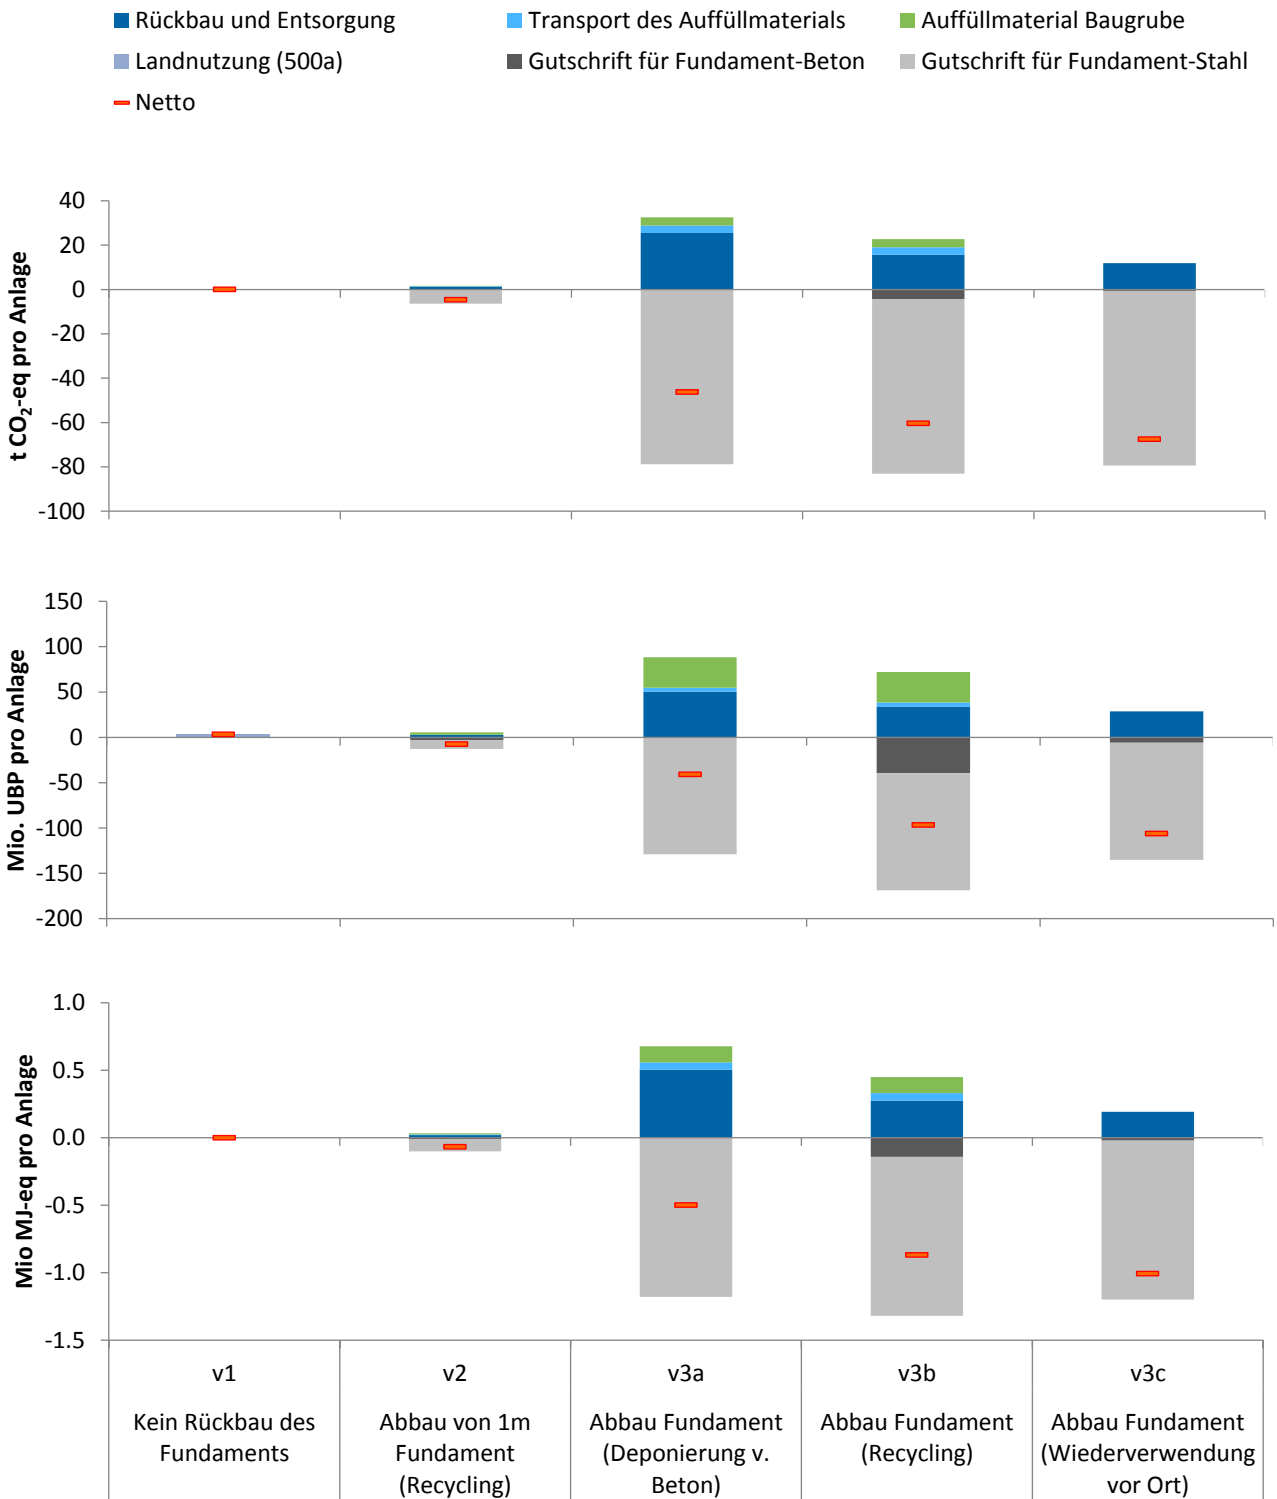 Rückbau und Entsorgung
Transport des Auffüllmaterials
Auffüllmaterial Baugrube
Landnutzung (500a)
Gutschrift für Fundament-Beton
Gutschrift für Fundament-Stahl
Netto
t CO₂-eq pro Anlage
40
20
0
-20
-40
-60
-80
-100
Mio. UBP pro Anlage
150
100
50
0
-50
-100
-150
-200
Mio MJ-eq pro Anlage
1.0
0.5
0.0
-0.5
-1.0
-1.5
v1
Kein Rückbau des
Fundaments
v2
Abbau von 1m
Fundament
(Recycling)
v3a
Abbau Fundament
(Deponierung v.
Beton)
v3b
Abbau Fundament
(Recycling)
v3c
Abbau Fundament
(Wiederverwendung
vor Ort)